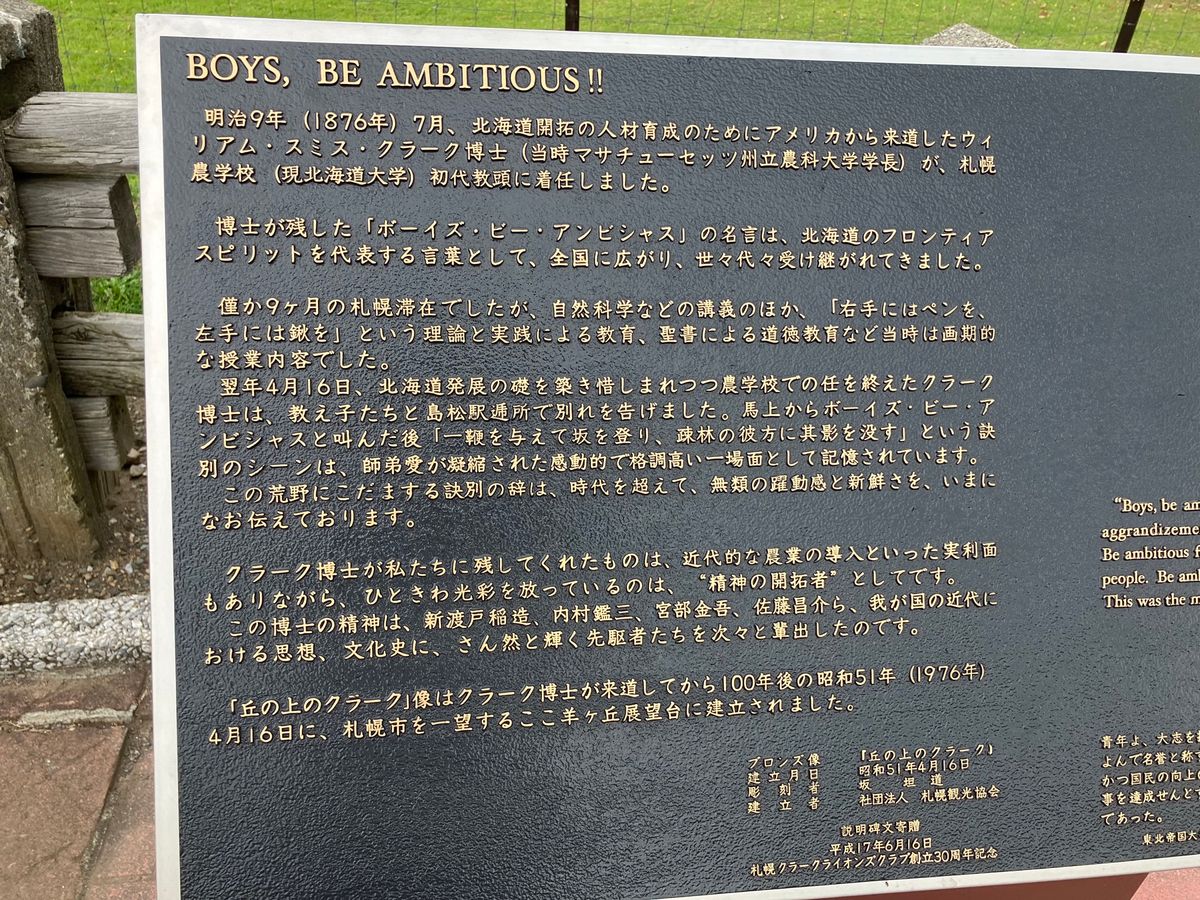 BOYS, BE AMBITIOUS!!
明治9年(1876年)7月、北海道開拓の人材育成のためにアメリカから来道したウィ
リアム・スミス・クラーク博士(当時マサチューセッツ州立農科大学学長)が、札幌
農学校(現北海道大学)初代教頭に着任しました。
博士が残した「ボーイズ・ビー・アンビシャス」の名言は、北海道のフロンティア
スピリットを代表する言葉として、全国に広がり、世々代々受け継がれてきました。
僅か9ヶ月の札幌滞在でしたが、自然科学などの講義のほか、「右手にはペンを、
左手には鍬を」という理論と実践による教育、聖書による道徳教育など当時は画期的
な授業内容でした。
翌年4月16日、北海道発展の礎を築き惜しまれつつ農学校での任を終えたクラーク
博士は、教え子たちと島松駅逓所で別れを告げました。馬上からボーイズ・ビー・ア
ンビシャスと叫んだ後「一鞭を与えて坂を登り、疎林の彼方に其影を没す」という訣
別のシーンは、師弟愛が凝縮された感動的で格調高い一場面として記憶されています。
この荒野にこだまする訣別の辞は、時代を超えて、無類の躍動感と新鮮さを、いまに
なお伝えております。
クラーク博士が私たちに残してくれたものは、近代的な農業の導入といった実利面
もありながら、ひときわ光彩を放っているのは、“精神の開拓者”としてです。
この博士の精神は、新渡戸稲造、内村鑑三、宮部金吾、佐藤昌介ら、我が国の近代に
おける思想、文化史に、さん然と輝く先駆者たちを次々と輩出したのです。
「丘の上のクラーク」像はクラーク博士が来道してから100年後の昭和51年(1976年)
4月16日に、札幌市を一望するここ羊ヶ丘展望台に建立されました。
ブロンズ像 「丘の上のクラーク」
建立月日 昭和51年4月16日
彫刻者 坂 坦道
建立者 社団法人 札幌観光協会
説明碑文寄贈
平成17年6月16日
札幌クラークライオンズクラブ創立30周年記念
“Boys, be am
aggrandizeme
Be ambitious f
people. Be am
This was the m
青年よ、大志を
よんで名誉と称す
かつ国民の向上の
事を達成せんとす
であった。
東北帝国大